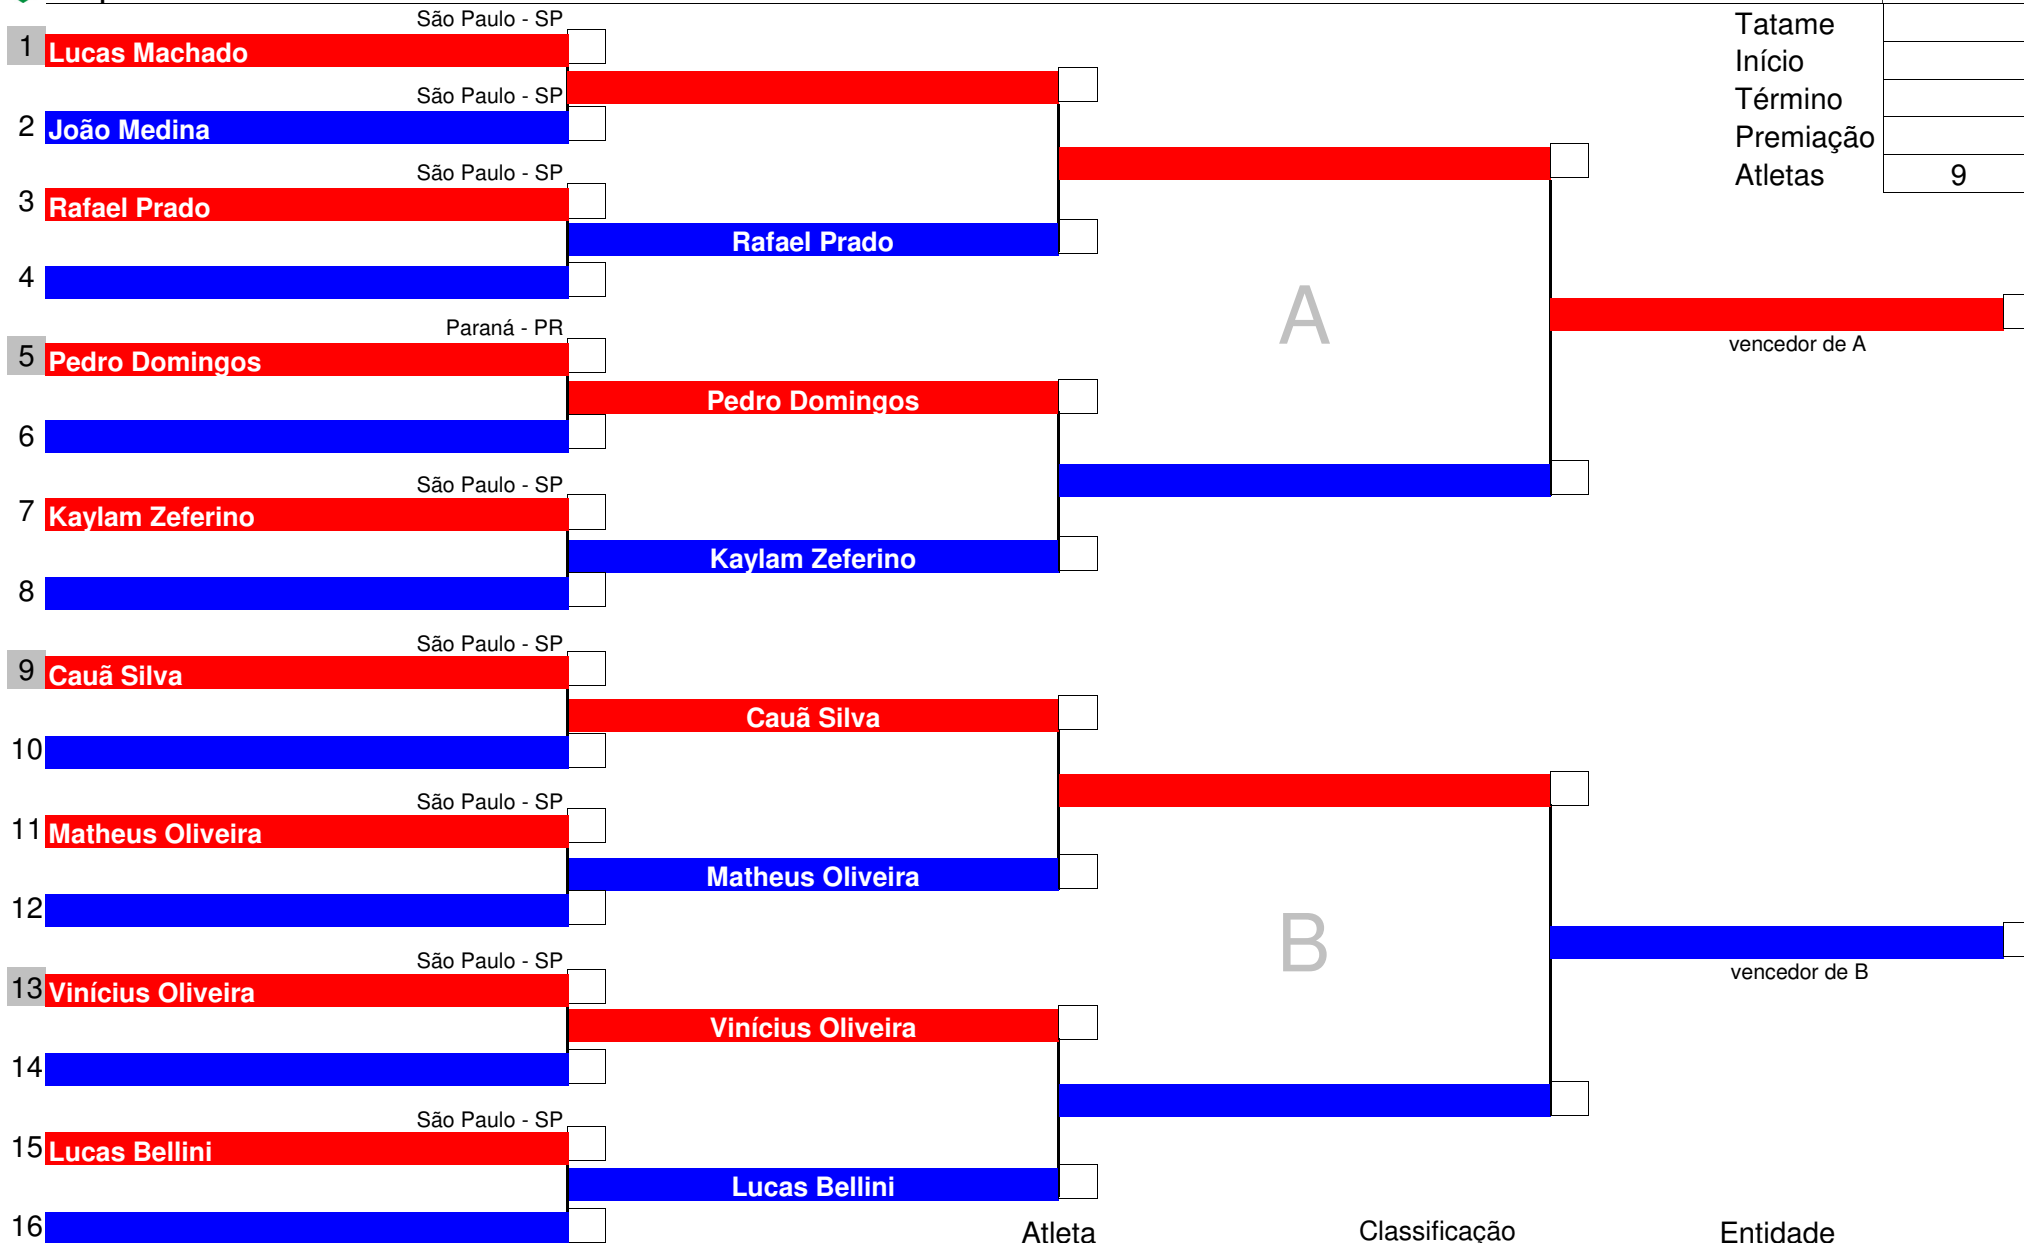 São Paulo - SP
1 Lucas Machado
São Paulo - SP
2 João Medina
São Paulo - SP
3 Rafael Prado
Rafael Prado
4
Paraná - PR
5 Pedro Domingos
Pedro Domingos
6
São Paulo - SP
7 Kaylam Zeferino
Kaylam Zeferino
8
São Paulo - SP
9 Cauã Silva
Cauã Silva
10
São Paulo - SP
11 Matheus Oliveira
Matheus Oliveira
12
São Paulo - SP
13 Vinícius Oliveira
Vinícius Oliveira
14
São Paulo - SP
15 Lucas Bellini
Lucas Bellini
16
A
B
vencedor de A
vencedor de B
Tatame
Início
Término
Premiação
Atletas 9
Atleta Classificação Entidade